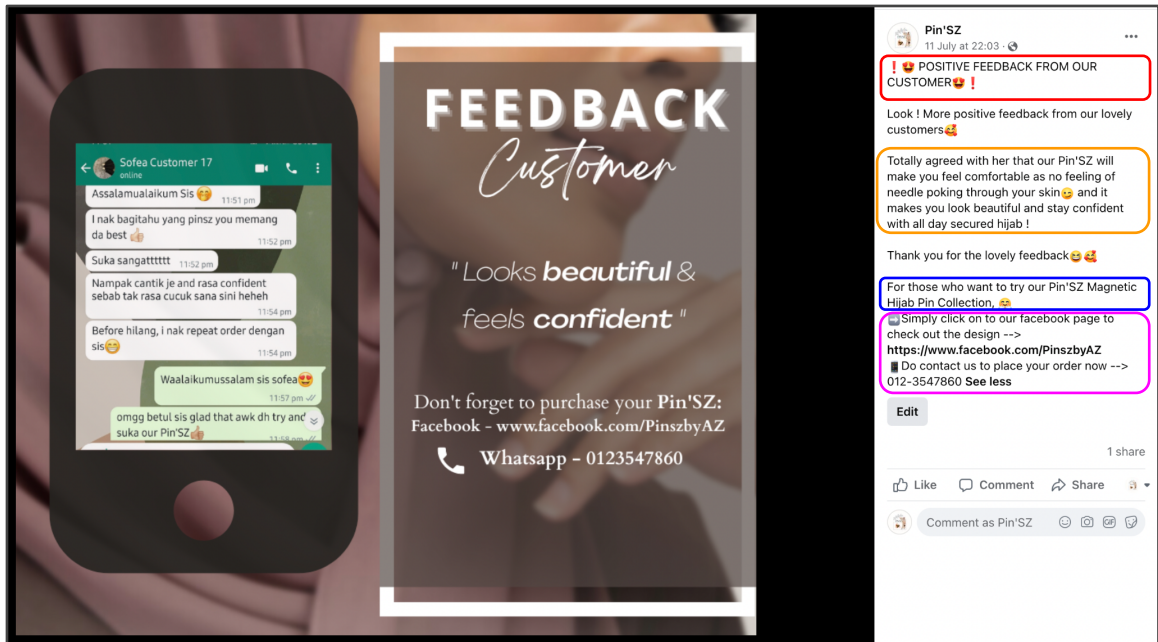 Sofea Customer 17
online
Assalamualaikum Sis 🤭
11:51 pm
I nak bagitahu yang pinsz you memang
da best 👍🏼
11:52 pm
Suka sangatttttt
11:52 pm
Nampak cantik je and rasa confident
sebab tak rasa cucuk sana sini heheh
11:54 pm
Before hilang, i nak repeat order dengan
sis😁
11:54 pm
Waalaikumussalam sis sofea😍
11:57 pm
omgg betul sis glad that awk dh try and
suka our Pin'SZ👍🏼
11:58 pm
FEEDBACK
Customer
"Looks beautiful &
feels confident "
Don't forget to purchase your Pin'SZ:
Facebook - www.facebook.com/PinszbyAZ
Whatsapp - 0123547860
Pin'SZ
11 July at 22:03 ·
❗😍 POSITIVE FEEDBACK FROM OUR
CUSTOMER😍❗
Look ! More positive feedback from our lovely
customers🥰
Totally agreed with her that our Pin'SZ will
make you feel comfortable as no feeling of
needle poking through your skin😉 and it
makes you look beautiful and stay confident
with all day secured hijab !
Thank you for the lovely feedback😆🥰
For those who want to try our Pin'SZ Magnetic
Hijab Pin Collection, 🤗
➡️Simply click on to our facebook page to
check out the design -->
https://www.facebook.com/PinszbyAZ
📱Do contact us to place your order now -->
012-3547860 See less
Edit
1 share
Like Comment Share
Comment as Pin'SZ
GIF